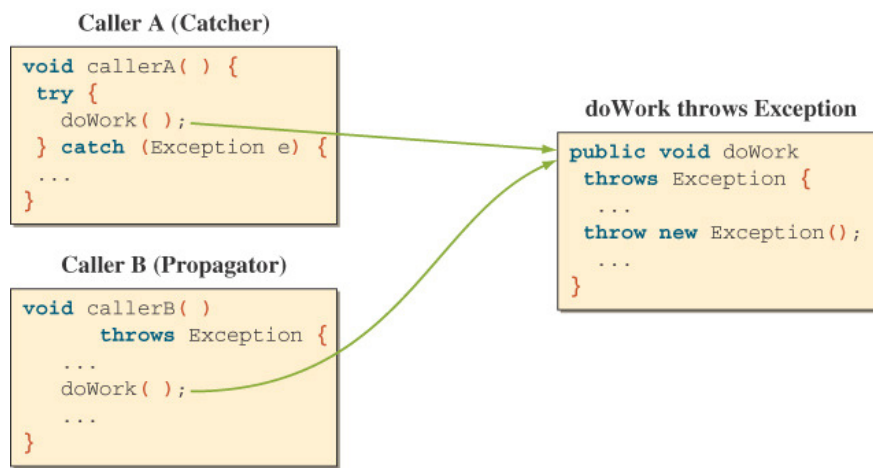 Caller A (Catcher)
void callerA( ) {
try {
doWork( );
} catch (Exception e) {
...
}
Caller B (Propagator)
void callerB( )
throws Exception {
...
doWork( );
...
}
doWork throws Exception
public void doWork
throws Exception {
...
throw new Exception();
...
}